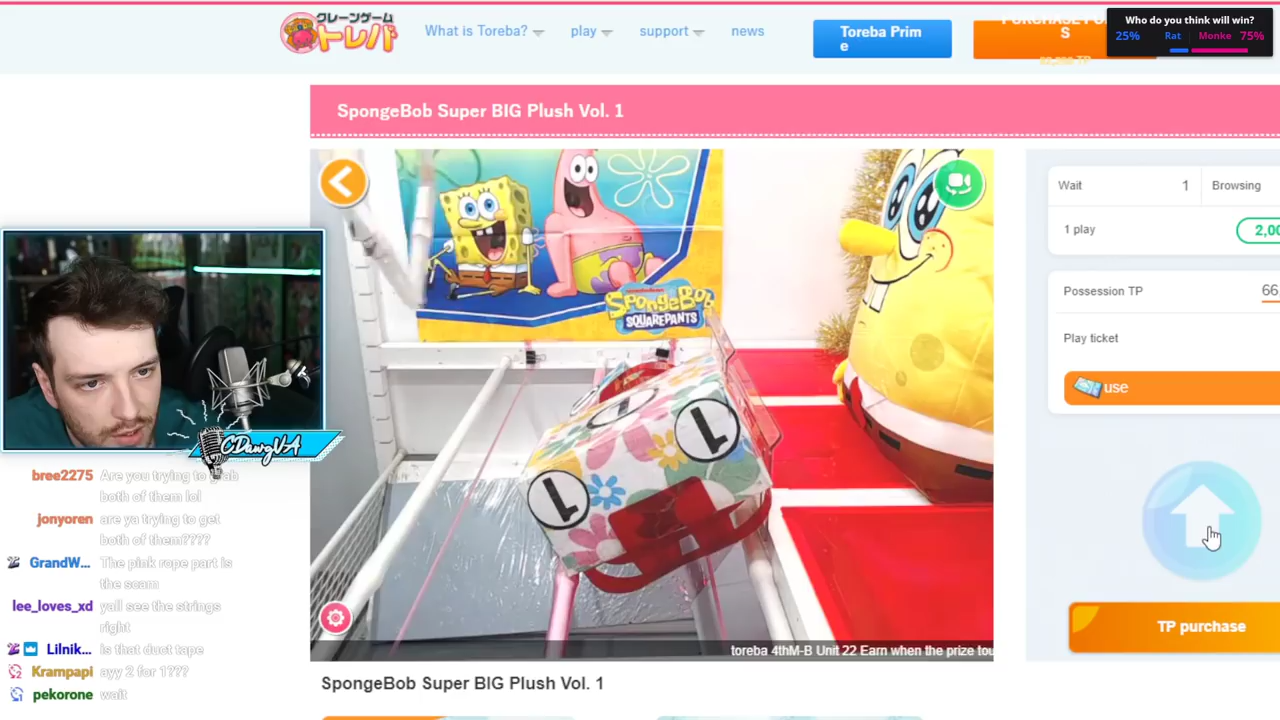 クレーンゲーム
トレバ
What is Toreba?
play
support
news
Toreba Prim
e
S
Who do you think will win?
25% Rat Monke 75%
SpongeBob Super BIG Plush Vol. 1
SpongeBob
SQUAREPANTS
Wait 1 Browsing
1 play 2,00
Possession TP 66
Play ticket
use
TP purchase
CDawgVA
bree2275 Are you trying to grab
both of them lol
jonyoren are ya trying to get
both of them????
GrandW... The pink rope part is
the scam
lee_loves_xd yall see the strings
right
Lilnik... is that duct tape
Krampapi ayy 2 for 1???
pekorone wait
toreba 4thM-B Unit 22 Earn when the prize tou
SpongeBob Super BIG Plush Vol. 1